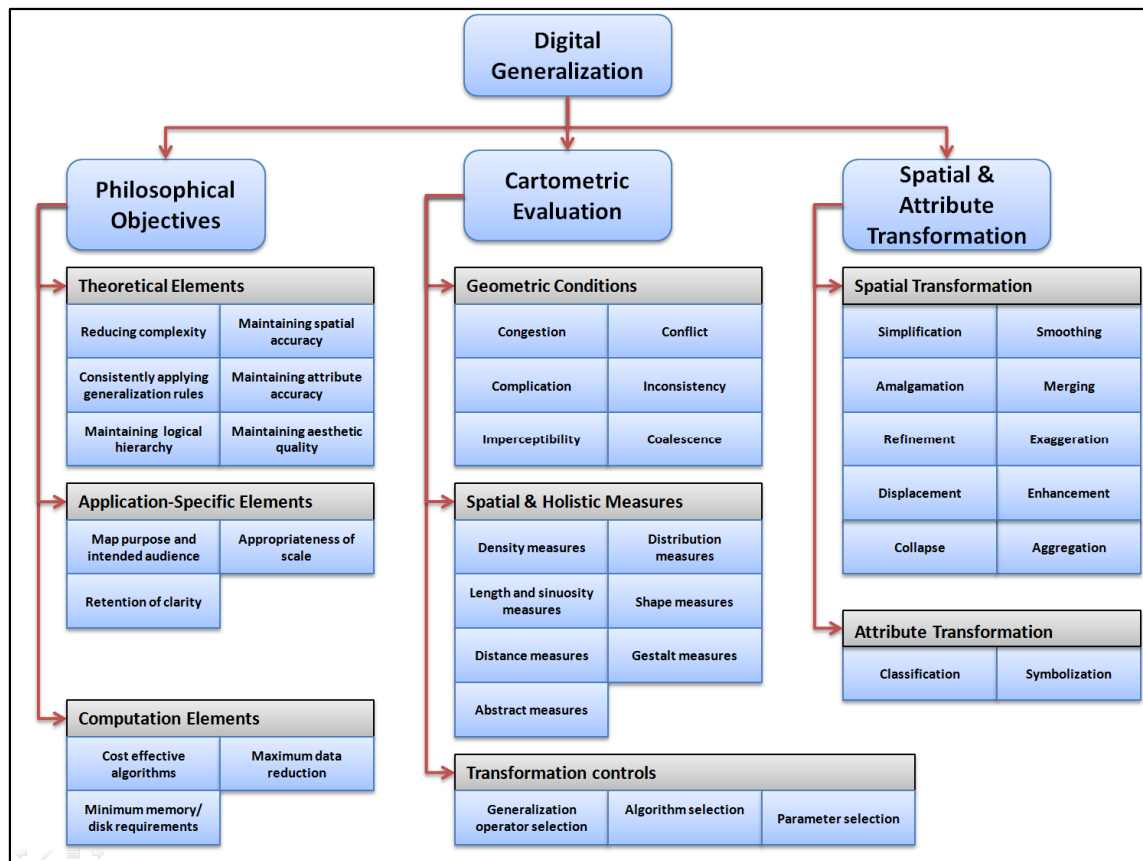 Digital
Generalization
Philosophical
Objectives
Cartometric
Evaluation
Spatial &
Attribute
Transformation
Theoretical Elements
Reducing complexity
Maintaining spatial
accuracy
Consistently applying
generalization rules
Maintaining attribute
accuracy
Maintaining logical
hierarchy
Maintaining aesthetic
quality
Application-Specific Elements
Map purpose and
intended audience
Appropriateness of
scale
Retention of clarity
Computation Elements
Cost effective
algorithms
Maximum data
reduction
Minimum memory/
disk requirements
Geometric Conditions
Congestion
Conflict
Complication
Inconsistency
Imperceptibility
Coalescence
Spatial & Holistic Measures
Density measures
Distribution
measures
Length and sinuosity
measures
Shape measures
Distance measures
Gestalt measures
Abstract measures
Transformation controls
Generalization
operator selection
Algorithm selection
Parameter selection
Spatial Transformation
Simplification
Smoothing
Amalgamation
Merging
Refinement
Exaggeration
Displacement
Enhancement
Collapse
Aggregation
Attribute Transformation
Classification
Symbolization